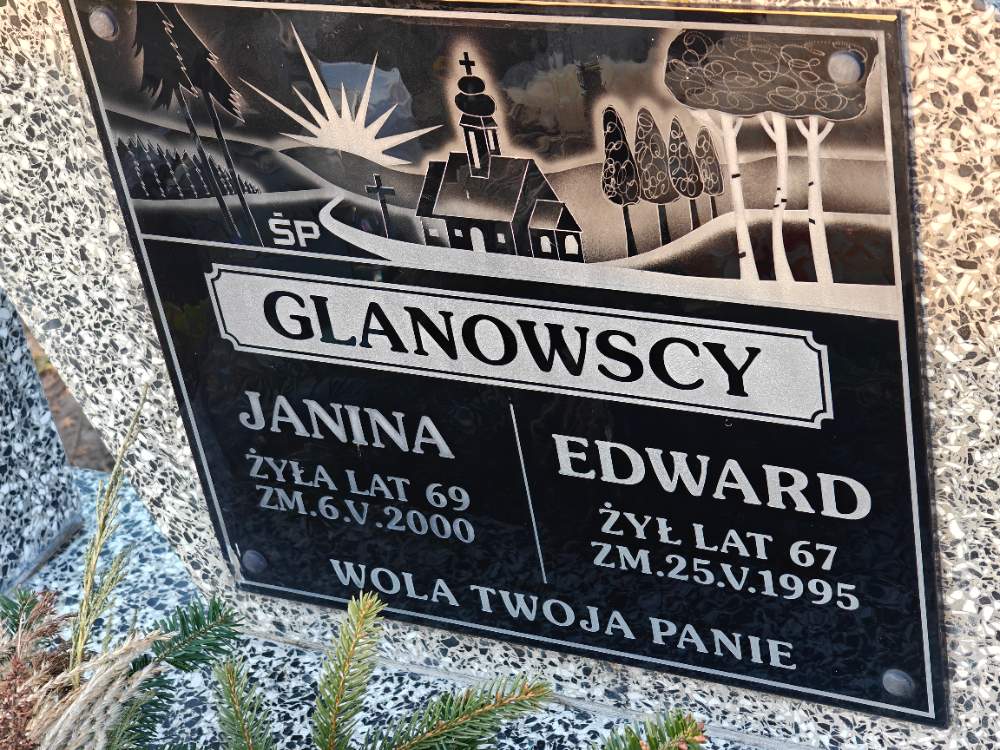 ŚP
GLANOWSCY
JANINA
ŻYŁA LAT 69
ZM.6.V.2000
EDWARD
ŻYŁ LAT 67
ZM.25.V.1995
WOLA TWOJA PANIE